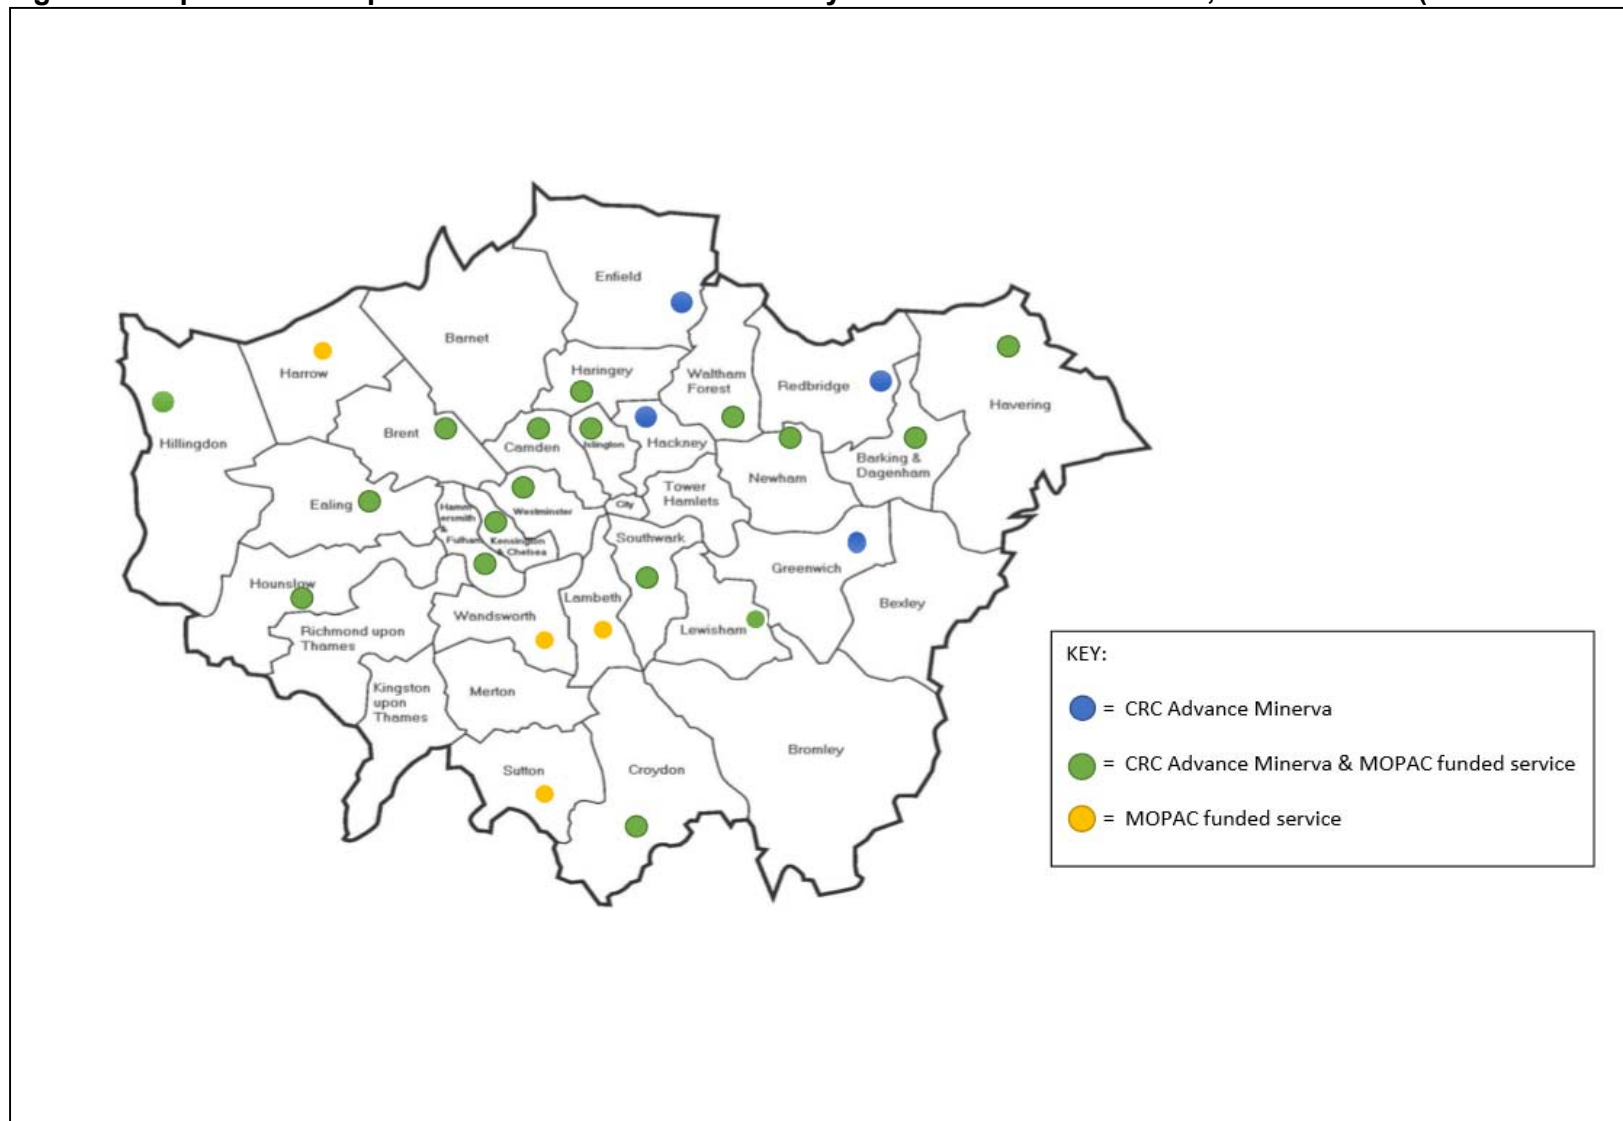 Enfield
Barnet
Harrow
Haringey
Waltham
Forest
Redbridge
Havering
Hillingdon
Brent
Camden
Islington
Hackney
Barking &
Dagenham
Ealing
Hamm
ersmith
&
Fulham
Westminster
Kensington
& Chelsea
City
Tower
Hamlets
Newham
Southwark
Greenwich
Bexley
Hounslow
Richmond upon
Thames
Wandsworth
Lambeth
Lewisham
Kingston
upon
Thames
Merton
Sutton
Croydon
Bromley
KEY:
= CRC Advance Minerva
= CRC Advance Minerva & MOPAC funded service
= MOPAC funded service